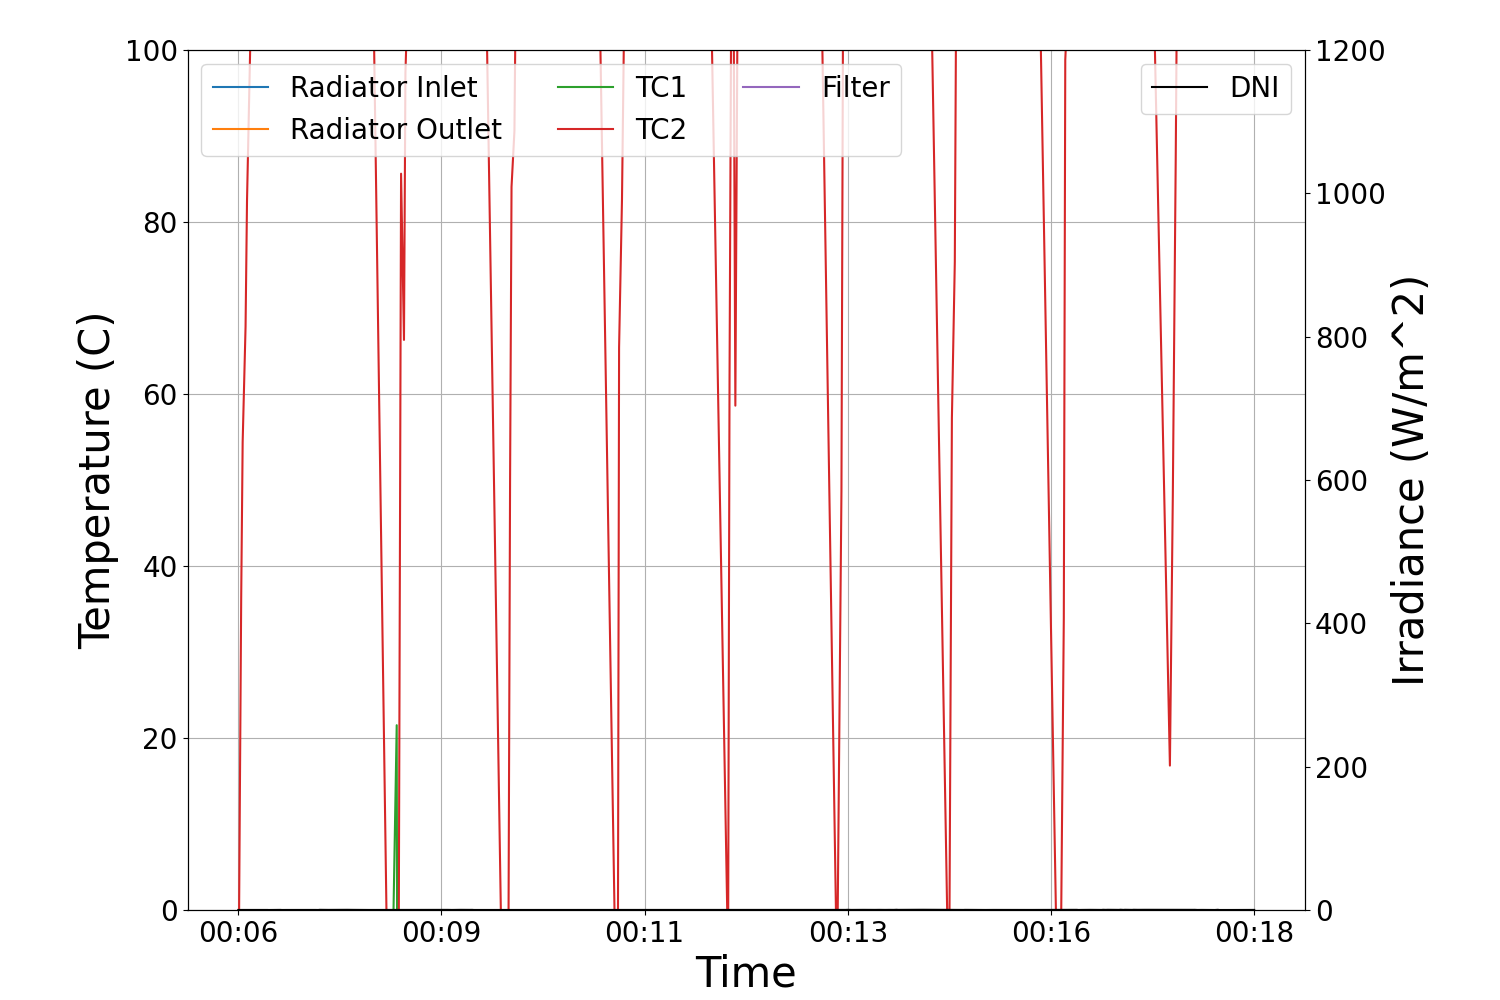 Radiator Inlet
Radiator Outlet
TC1
TC2
Filter
DNI
100
80
60
40
20
0
Temperature (C)
1200
1000
800
600
400
200
0
Irradiance (W/m^2)
00:06 00:09 00:11 00:13 00:16 00:18
Time